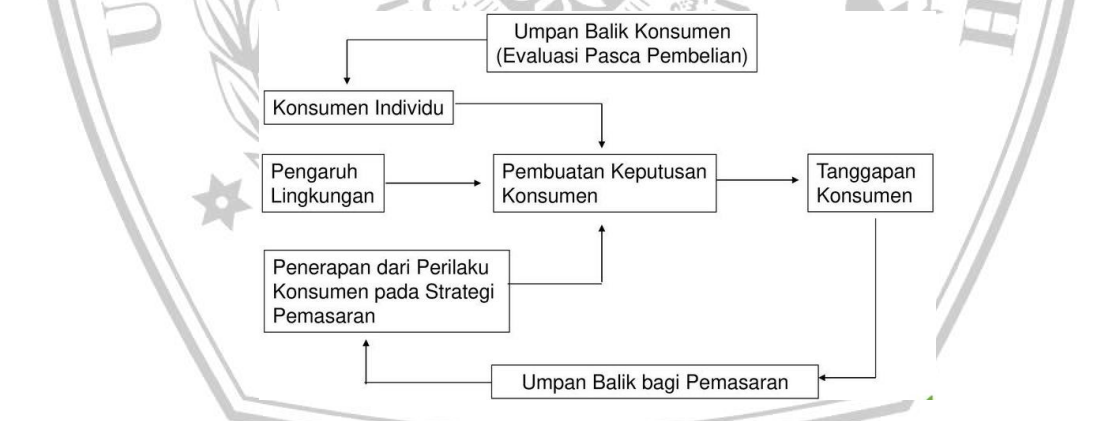 Umpan Balik Konsumen
(Evaluasi Pasca Pembelian)
Konsumen Individu
Pengaruh
Lingkungan
Pembuatan Keputusan
Konsumen
Tanggapan
Konsumen
Penerapan dari Perilaku
Konsumen pada Strategi
Pemasaran
Umpan Balik bagi Pemasaran
U
H